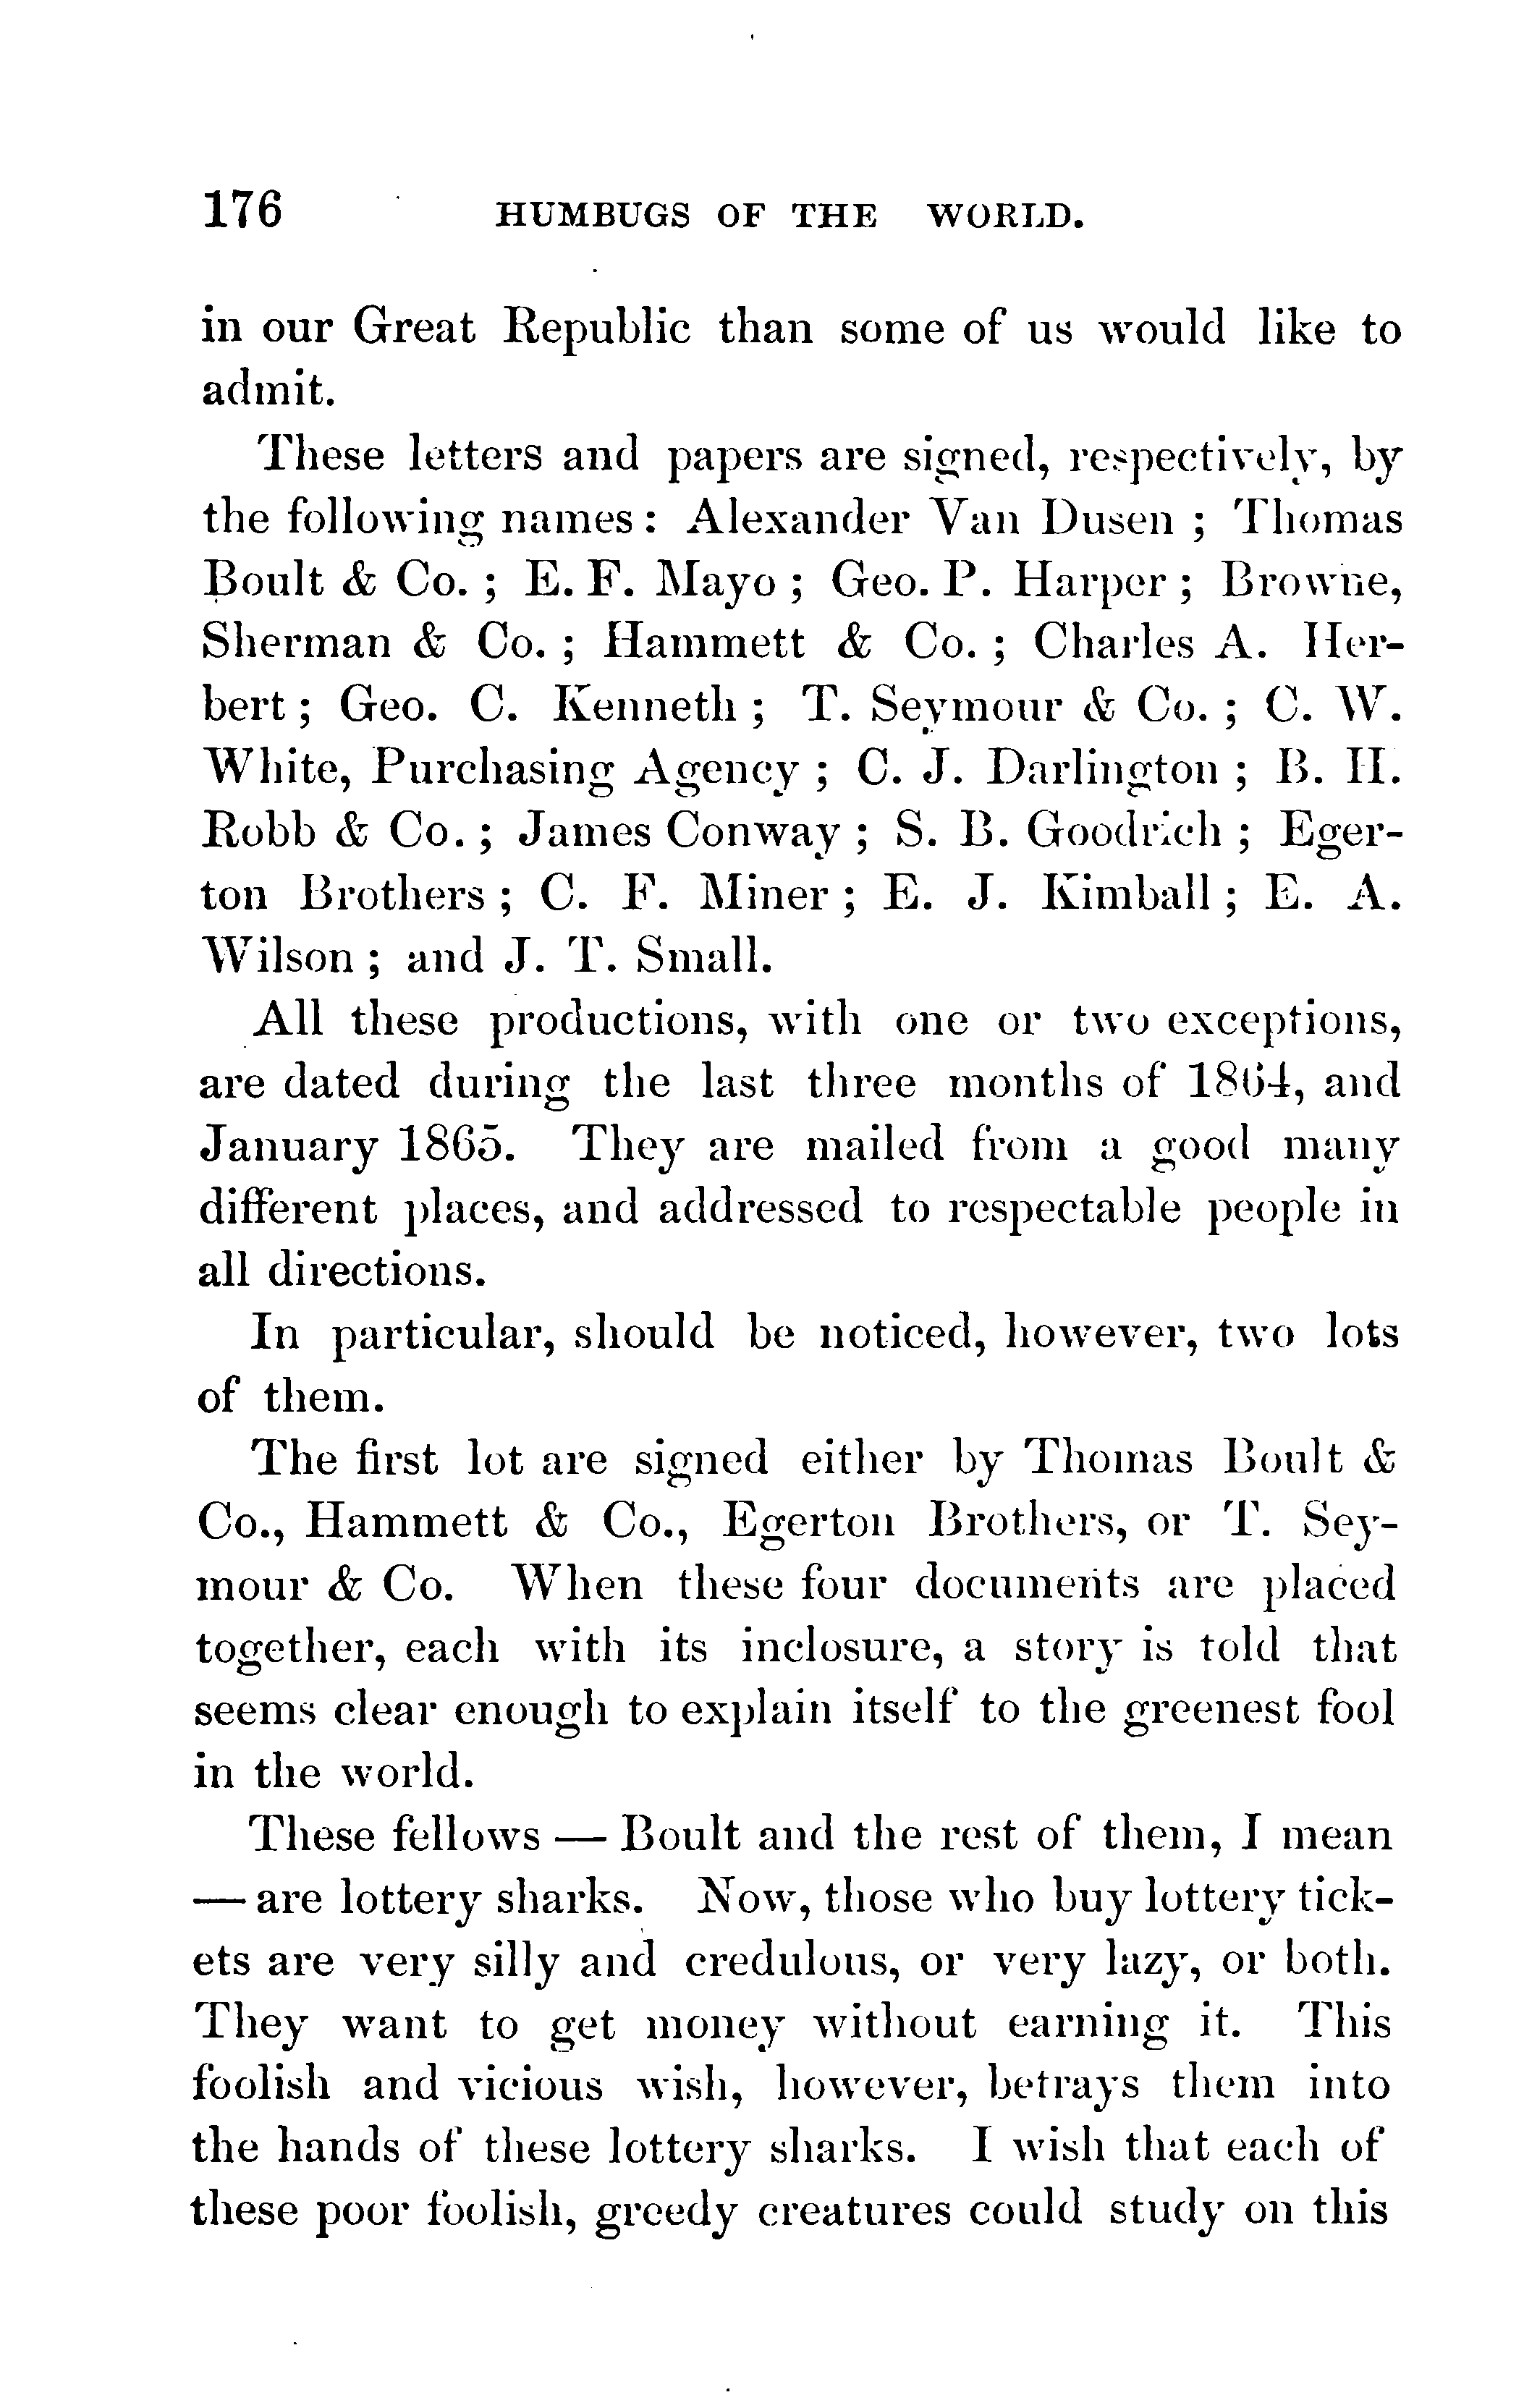 176 HUMBUGS OF THE WORLD.
in our Great Republic than some of us would like to
admit.
These letters and papers are signed, respectively, by
the following names: Alexander Van Dusen ; Thomas
Boult & Co. ; E. F. Mayo ; Geo. P. Harper ; Browne,
Sherman & Co. ; Hammett & Co. ; Charles A. Her-
bert ; Geo. C. Kenneth ; T. Seymour & Co. ; C. W.
White, Purchasing Agency ; C. J. Darlington ; B. H.
Robb & Co. ; James Conway ; S. B. Goodrich ; Eger-
ton Brothers ; C. F. Miner ; E. J. Kimball ; E. A.
Wilson ; and J. T. Small.
All these productions, with one or two exceptions,
are dated during the last three months of 1864, and
January 1865. They are mailed from a good many
different places, and addressed to respectable people in
all directions.
In particular, should be noticed, however, two lots
of them.
The first lot are signed either by Thomas Boult &
Co., Hammett & Co., Egerton Brothers, or T. Sey-
mour & Co. When these four documents are placed
together, each with its inclosure, a story is told that
seems clear enough to explain itself to the greenest fool
in the world.
These fellows — Boult and the rest of them, I mean
— are lottery sharks. Now, those who buy lottery tick-
ets are very silly and credulous, or very lazy, or both.
They want to get money without earning it. This
foolish and vicious wish, however, betrays them into
the hands of these lottery sharks. I wish that each of
these poor foolish, greedy creatures could study on this